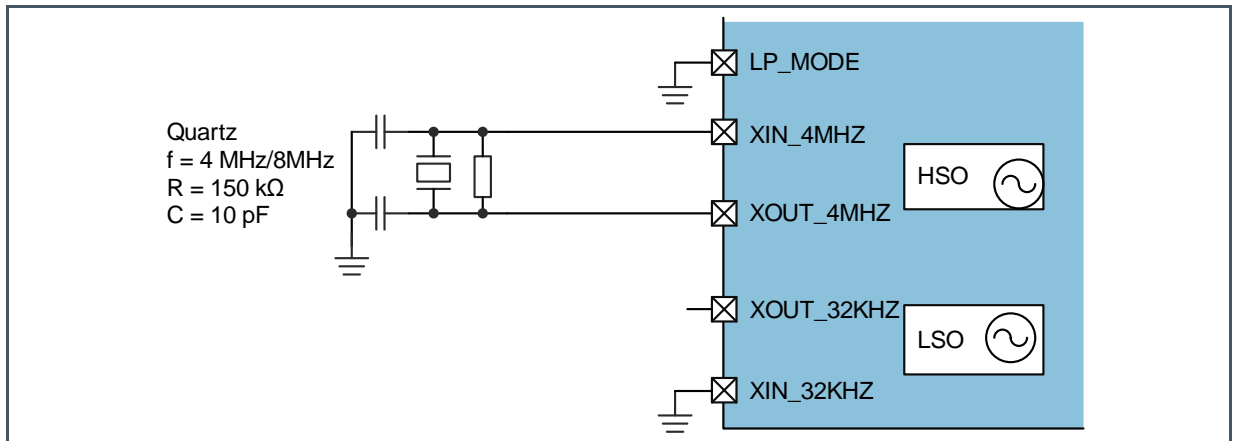 LP_MODE
Quartz
f = 4 MHz/8MHz
R = 150 kΩ
C = 10 pF
XIN_4MHZ
HSO
XOUT_4MHZ
XOUT_32KHZ
LSO
XIN_32KHZ